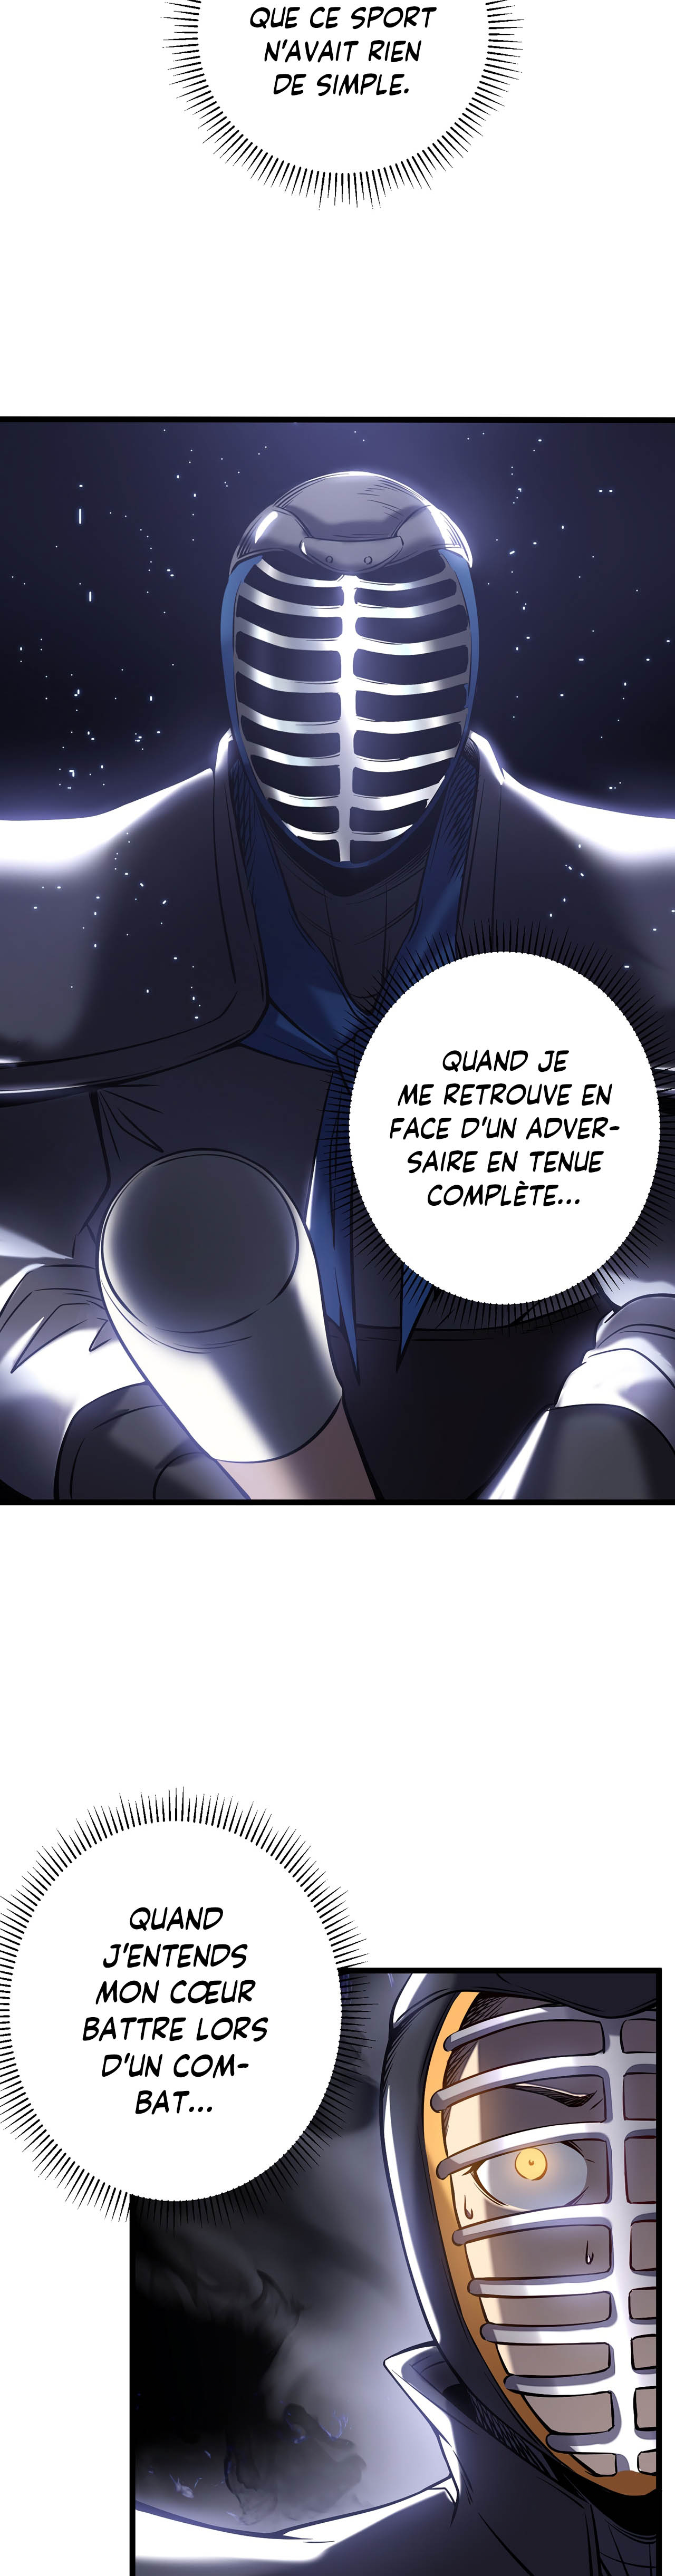 QUE CE SPORT
N'AVAIT RIEN
DE SIMPLE.
QUAND JE
ME RETROUVE EN
FACE D'UN ADVER-
SAIRE EN TENUE
COMPLÈTE...
QUAND
J'ENTENDS
MON CŒUR
BATTRE LORS
D'UN COM-
BAT...